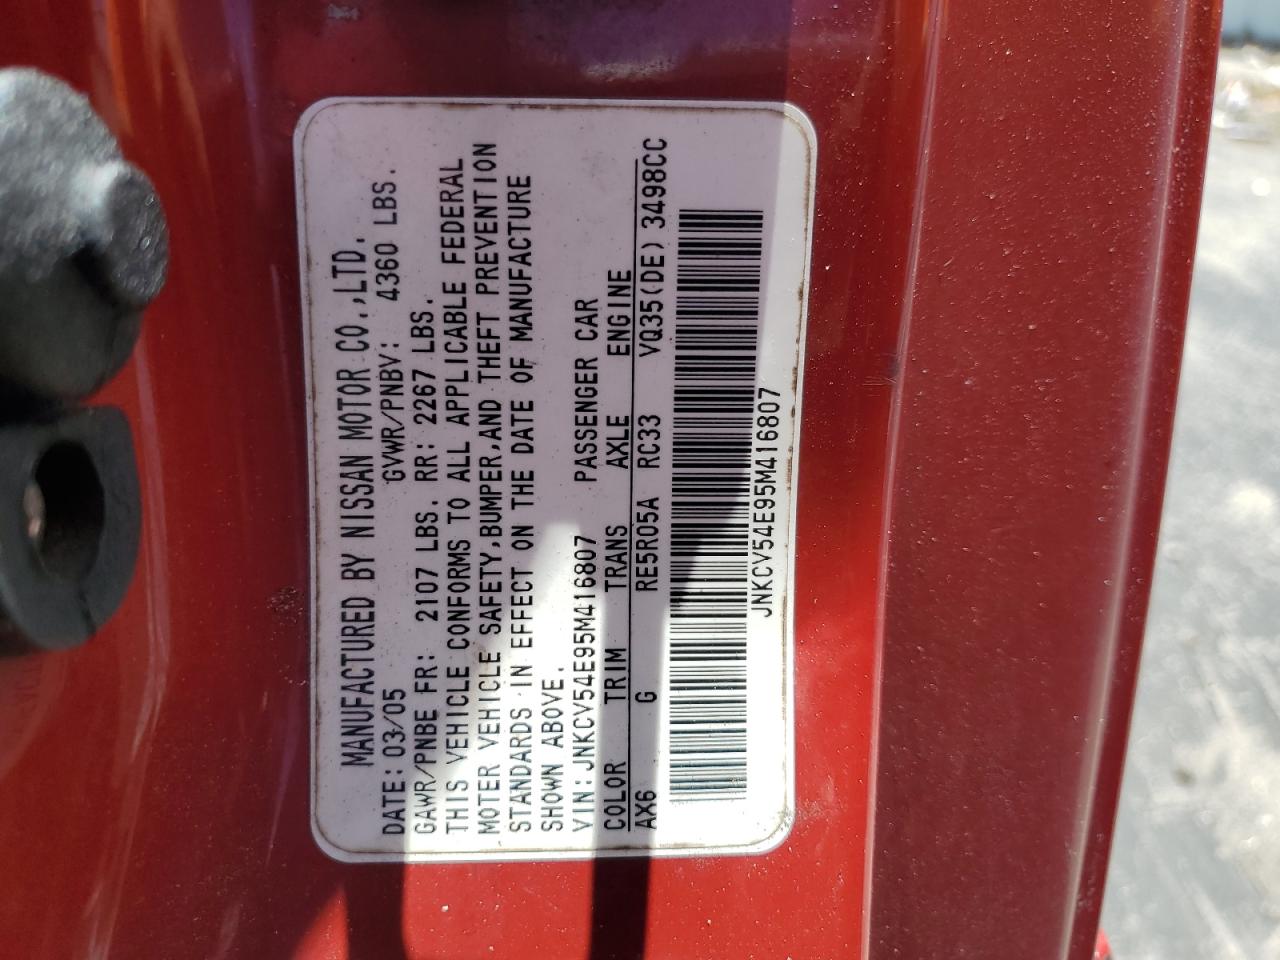 MANUFACTURED BY NISSAN MOTOR CO.,LTD.
DATE: 03/05 GVWR/PNBV: 4360 LBS.
GAWR/PNBE FR: 2107 LBS. RR: 2267 LBS.
THIS VEHICLE CONFORMS TO ALL APPLICABLE FEDERAL
MOTER VEHICLE SAFETY,BUMPER,AND THEFT PREVENTION
STANDARDS IN EFFECT ON THE DATE OF MANUFACTURE
SHOWN ABOVE.
VIN: JNKCV54E95M416807 PASSENGER CAR
COLOR TRIM TRANS AXLE ENGINE
AX6 G RE5R05A RC33 VQ35(DE) 3498CC
JNKCV54E95M416807